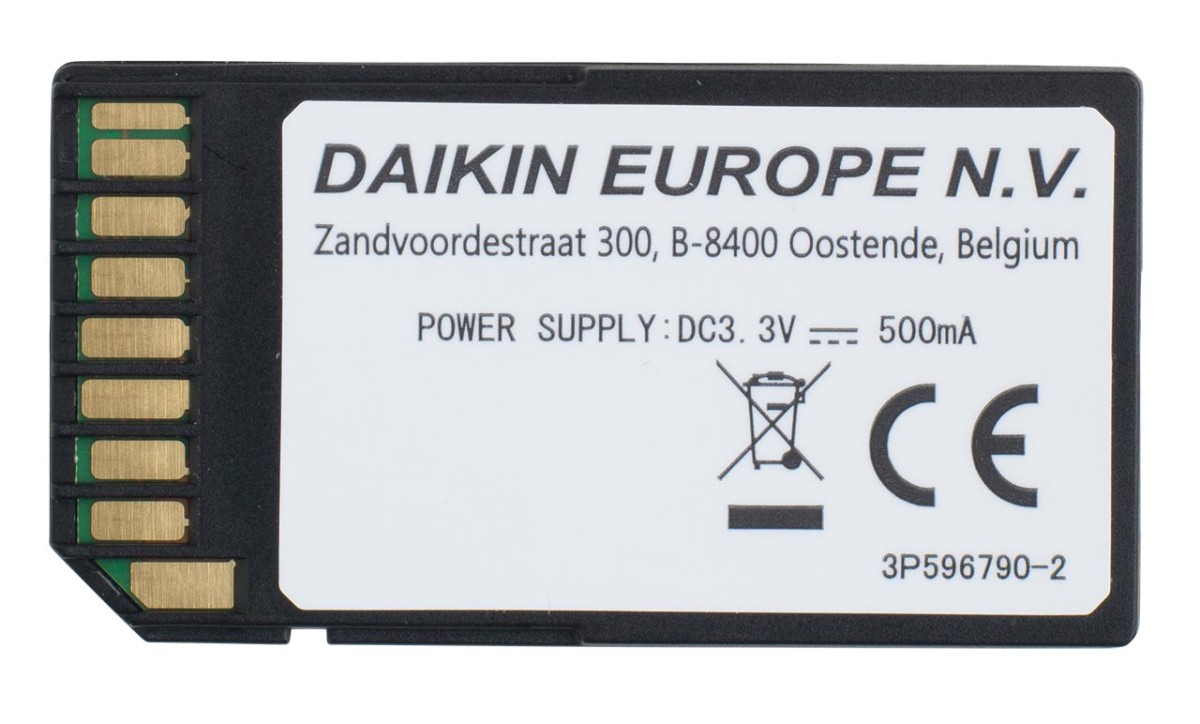 DAIKIN EUROPE N.V.
Zandvoordestraat 300, B-8400 Oostende, Belgium
POWER SUPPLY:DC3.3V ⎓ 500mA
CE
3P596790-2